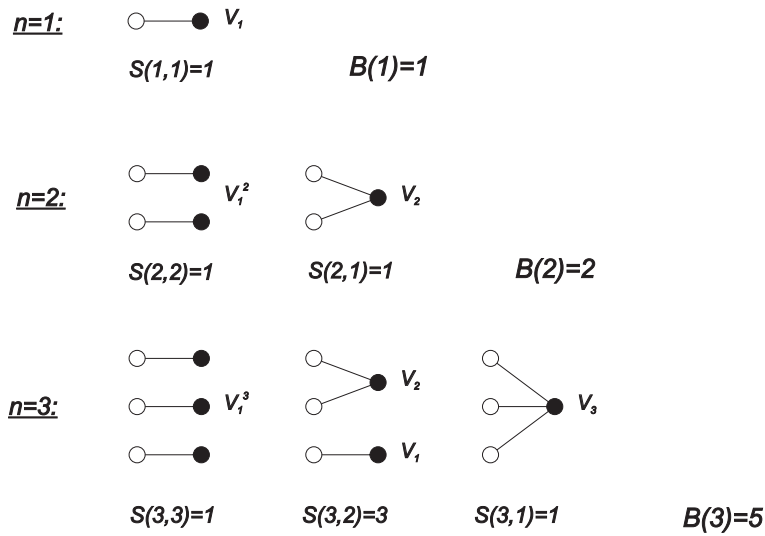 n=1:
V₁
S(1,1)=1
B(1)=1
n=2:
V₁²
V₂
S(2,2)=1
S(2,1)=1
B(2)=2
n=3:
V₁³
V₂
V₁
V₃
S(3,3)=1
S(3,2)=3
S(3,1)=1
B(3)=5